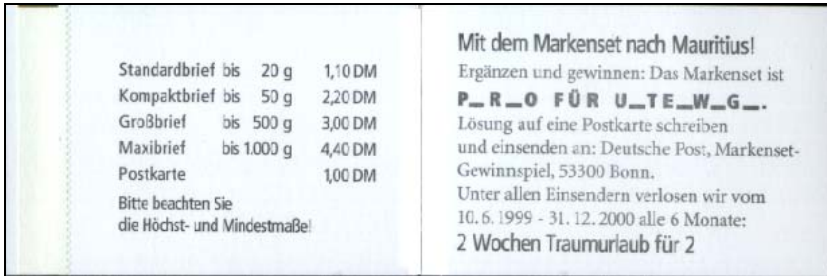 Standardbrief bis 20 g 1,10 DM
Kompaktbrief bis 50 g 2,20 DM
Großbrief bis 500 g 3,00 DM
Maxibrief bis 1.000 g 4,40 DM
Postkarte 1,00 DM
Bitte beachten Sie
die Höchst- und Mindestmaße!
Mit dem Markenset nach Mauritius!
Ergänzen und gewinnen: Das Markenset ist
P_R_O FÜR U_TE_W_G_.
Lösung auf eine Postkarte schreiben
und einsenden an: Deutsche Post, Markenset-
Gewinnspiel, 53300 Bonn.
Unter allen Einsendern verlosen wir vom
10. 6. 1999 - 31. 12. 2000 alle 6 Monate:
2 Wochen Traumurlaub für 2